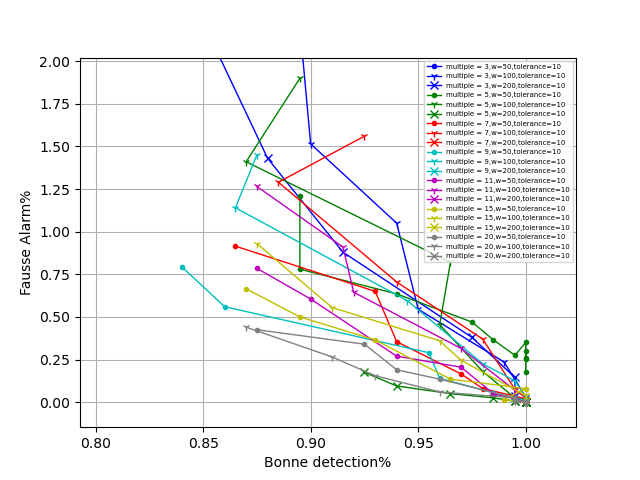 2.00
1.75
1.50
1.25
1.00
0.75
0.50
0.25
0.00
Fausse Alarm%
0.80 0.85 0.90 0.95 1.00
Bonne detection%
multiple = 3,w=50,tolerance=10
multiple = 3,w=100,tolerance=10
multiple = 3,w=200,tolerance=10
multiple = 5,w=50,tolerance=10
multiple = 5,w=100,tolerance=10
multiple = 5,w=200,tolerance=10
multiple = 7,w=50,tolerance=10
multiple = 7,w=100,tolerance=10
multiple = 7,w=200,tolerance=10
multiple = 9,w=50,tolerance=10
multiple = 9,w=100,tolerance=10
multiple = 9,w=200,tolerance=10
multiple = 11,w=50,tolerance=10
multiple = 11,w=100,tolerance=10
multiple = 11,w=200,tolerance=10
multiple = 15,w=50,tolerance=10
multiple = 15,w=100,tolerance=10
multiple = 15,w=200,tolerance=10
multiple = 20,w=50,tolerance=10
multiple = 20,w=100,tolerance=10
multiple = 20,w=200,tolerance=10